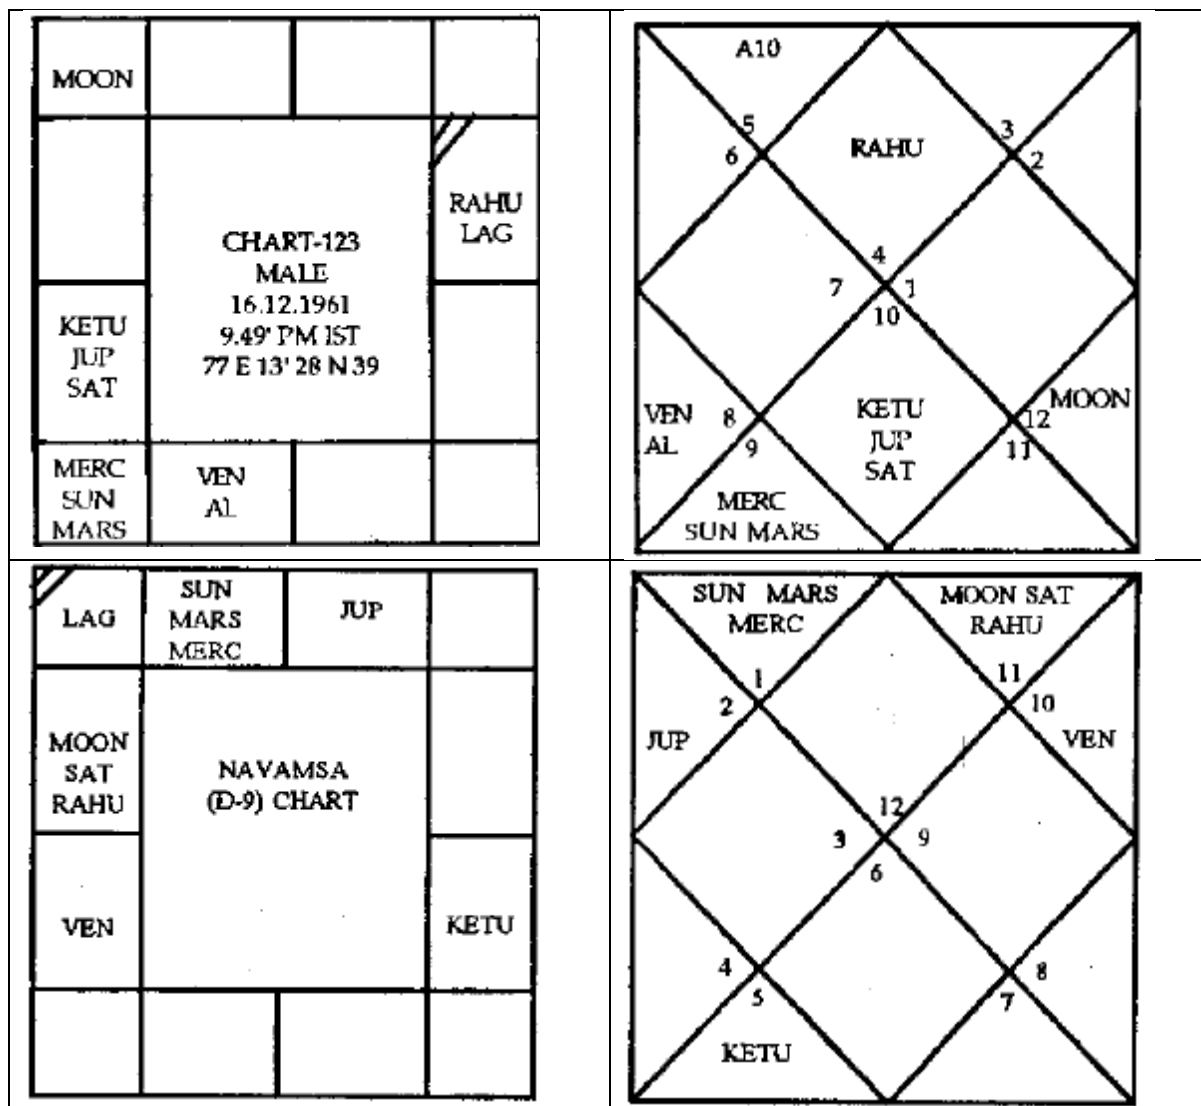 MOON
RAHU
LAG
CHART-123
MALE
16.12.1961
9.49' PM IST
77 E 13' 28 N 39
KETU
JUP
SAT
MERC
SUN
MARS
VEN
AL
A10
5
3
6
RAHU
2
4
7
1
10
VEN
AL
8
9
KETU
JUP
SAT
12
MOON
11
MERC
SUN MARS
LAG
SUN
MARS
MERC
JUP
MOON
SAT
RAHU
NAVAMSA
(D-9) CHART
VEN
KETU
SUN MARS
MERC
MOON SAT
RAHU
1
11
2
10
JUP
VEN
12
3
9
6
4
8
5
7
KETU